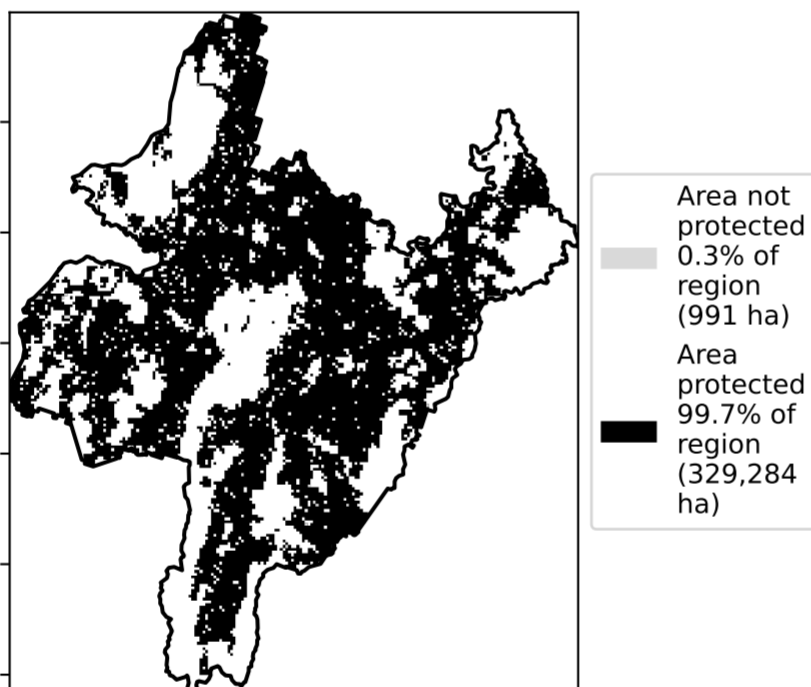 Area not
protected
0.3% of
region
(991 ha)
Area
protected
99.7% of
region
(329,284
ha)